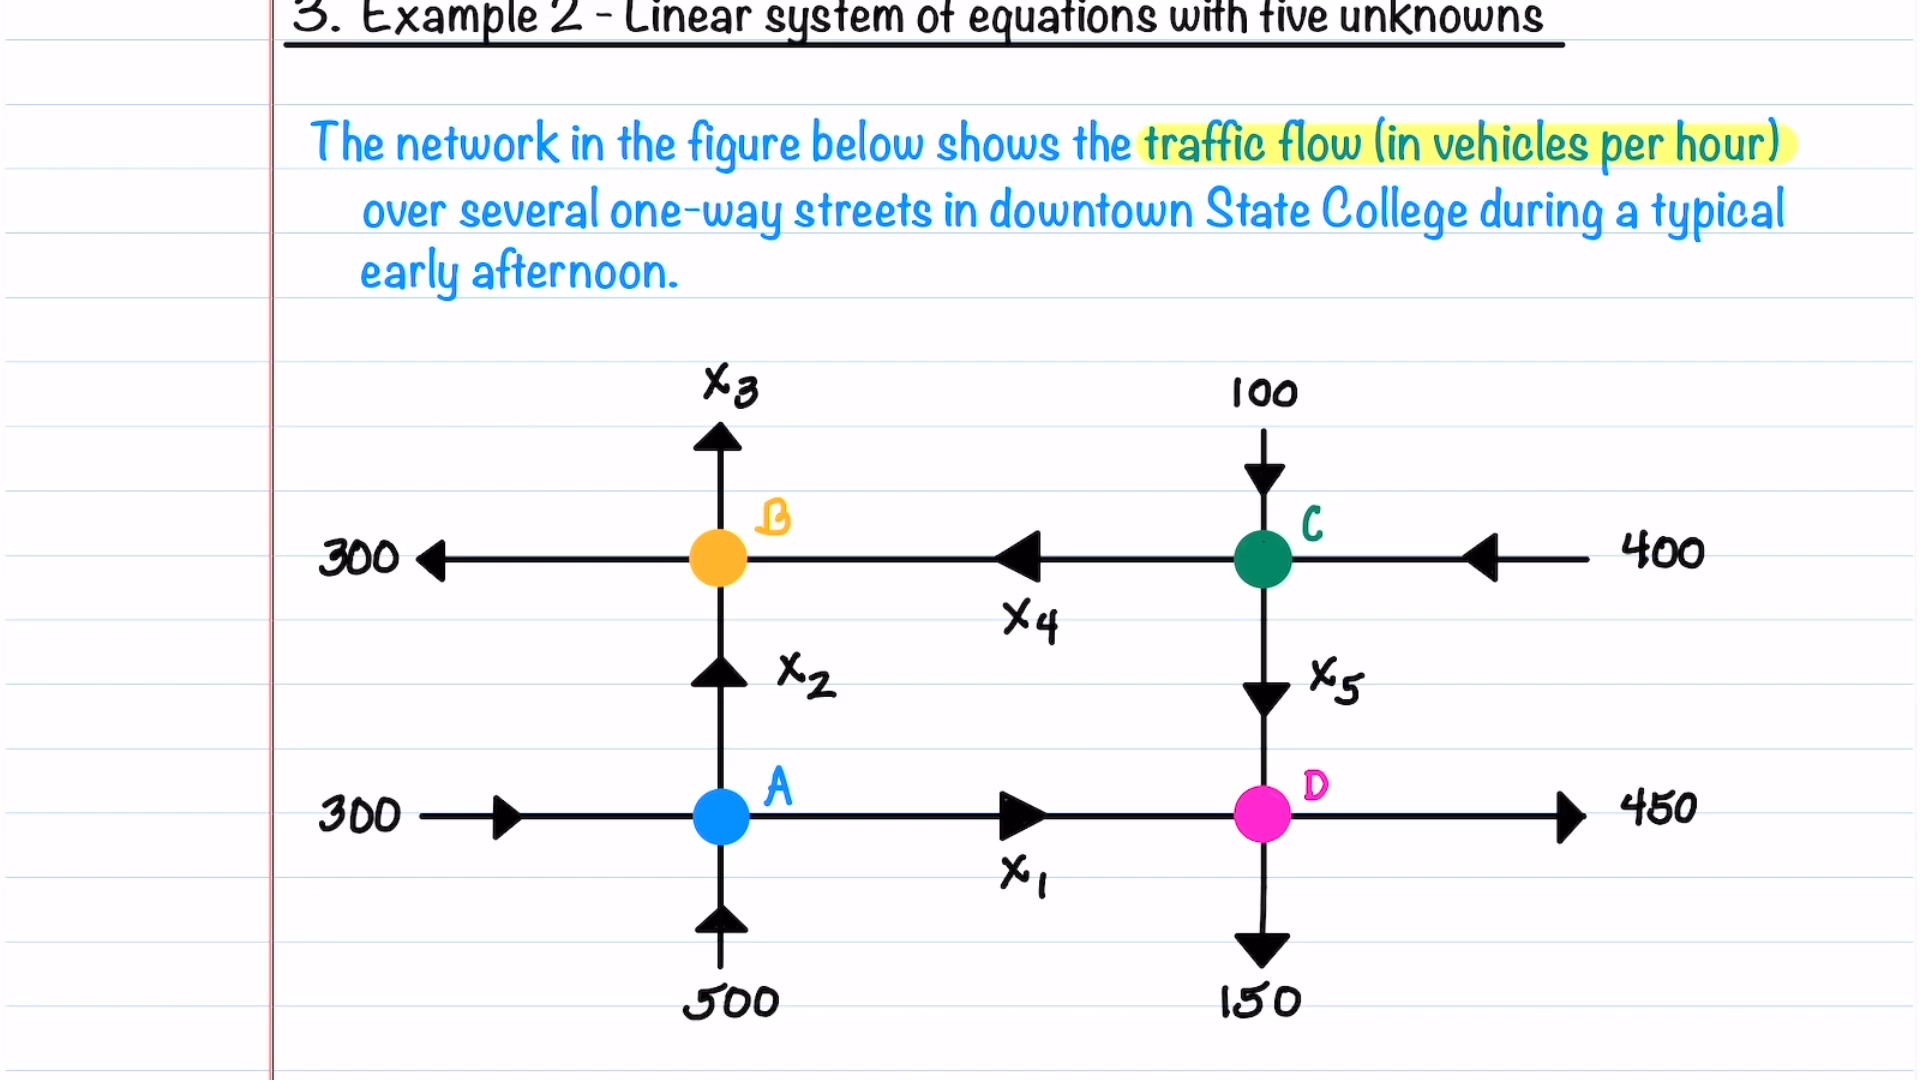 3. Example 2 - Linear system of equations with five unknowns
The network in the figure below shows the traffic flow (in vehicles per hour)
over several one-way streets in downtown State College during a typical
early afternoon.
x3
100
B
C
300
400
x4
x2
x5
A
D
300
450
x1
500
150